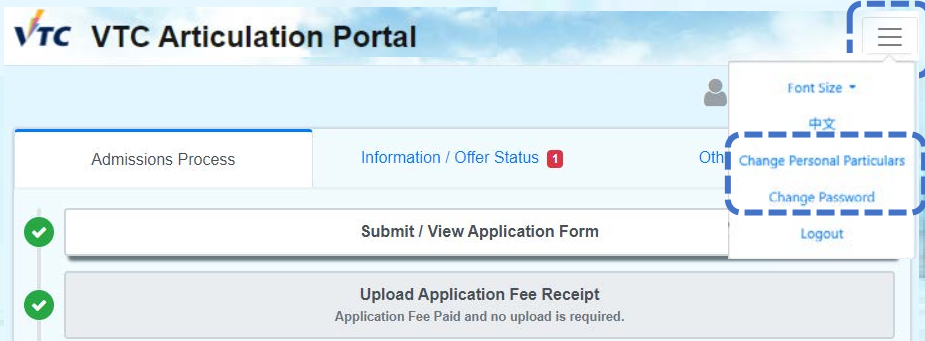 VTC VTC Articulation Portal
Font Size
中文
Admissions Process
Information / Offer Status 1
Oth
Change Personal Particulars
Change Password
Logout
Submit / View Application Form
Upload Application Fee Receipt
Application Fee Paid and no upload is required.